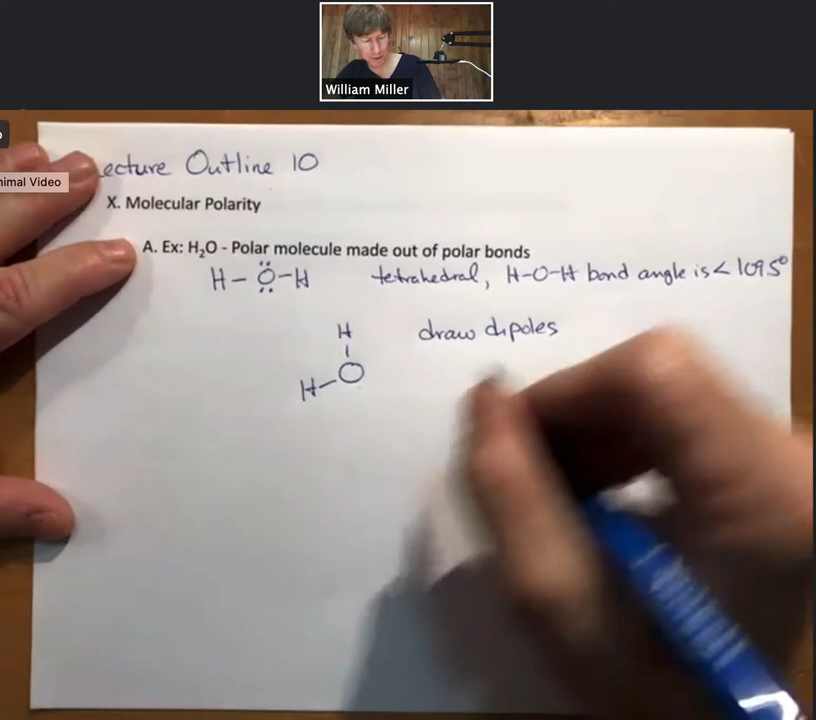 William Miller
ecture Outline 10
nimal Video
X. Molecular Polarity
A. Ex: H₂O - Polar molecule made out of polar bonds
H-Ö-H tetrahedral, H-O-H bond angle is < 109.5°
H
draw dipoles
H-O